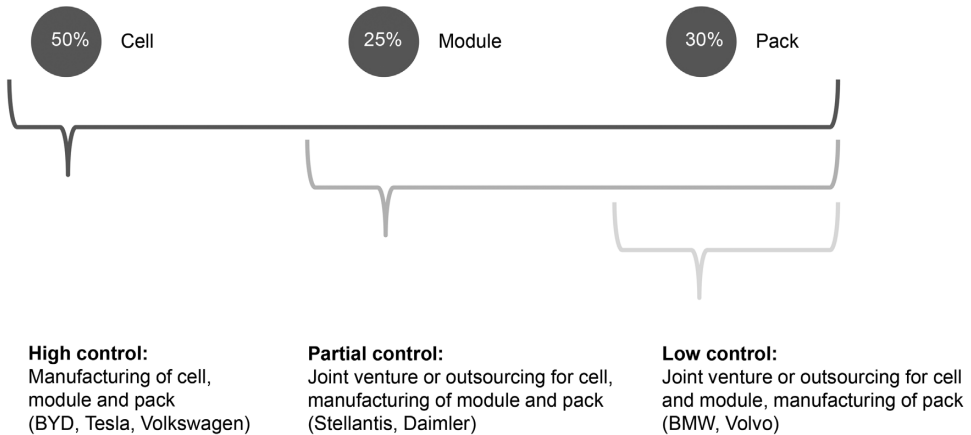 50% Cell
25% Module
30% Pack
High control:
Manufacturing of cell,
module and pack
(BYD, Tesla, Volkswagen)
Partial control:
Joint venture or outsourcing for cell,
manufacturing of module and pack
(Stellantis, Daimler)
Low control:
Joint venture or outsourcing for cell
and module, manufacturing of pack
(BMW, Volvo)